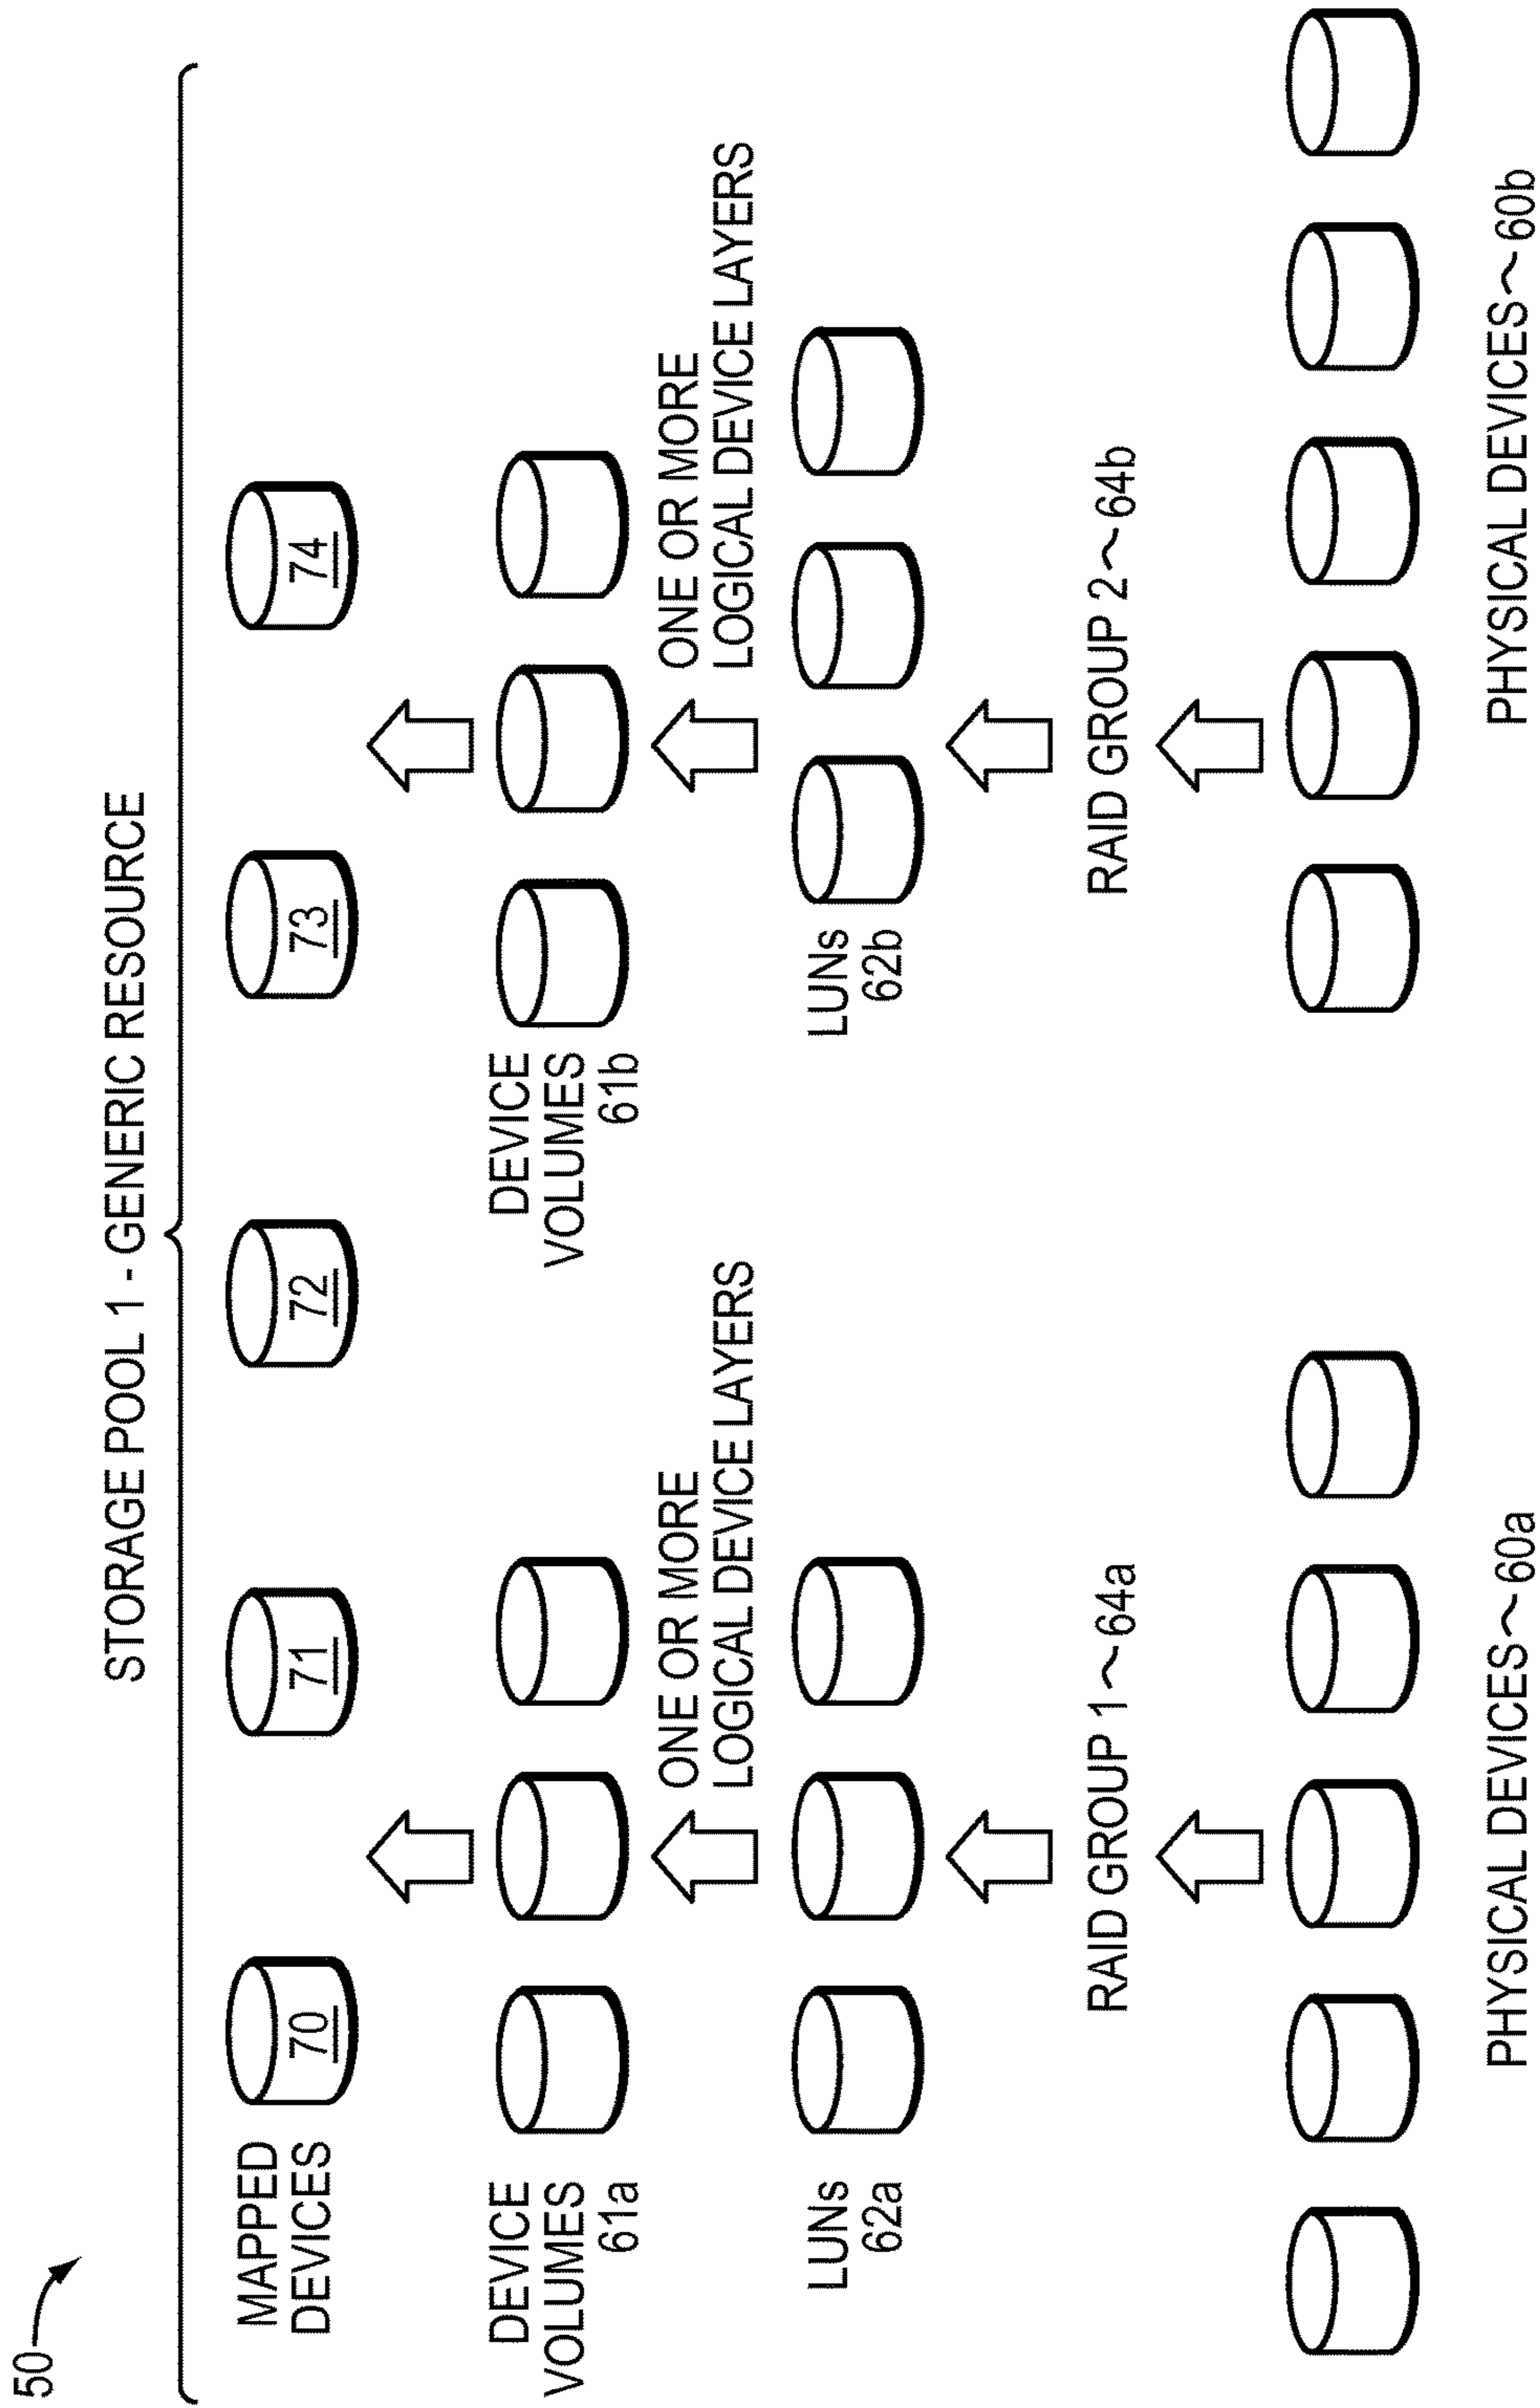 50
STORAGE POOL 1 - GENERIC RESOURCE
MAPPED
DEVICES
70
71
72
73
74
DEVICE
VOLUMES
61a
DEVICE
VOLUMES
61b
ONE OR MORE
LOGICAL DEVICE LAYERS
ONE OR MORE
LOGICAL DEVICE LAYERS
LUNs
62a
LUNs
62b
RAID GROUP 1~64a
RAID GROUP 2~64b
PHYSICAL DEVICES~60a
PHYSICAL DEVICES~60b